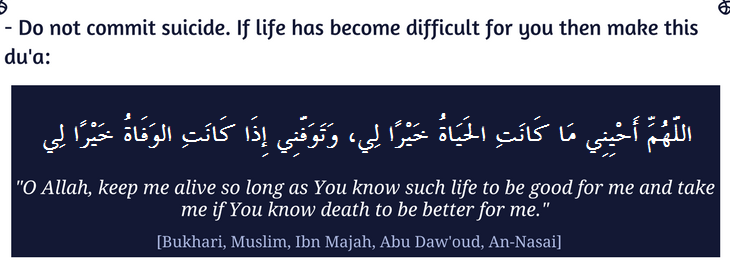 - Do not commit suicide. If life has become difficult for you then make this
du'a:
اللّهُمَّ أَحْيِنِي مَا كَانَتِ الحَيَاةُ خَيْرًا لِي، وَتَوَفَّنِي إِذَا كَانَتِ الوَفَاةُ خَيْرًا لِي
"O Allah, keep me alive so long as You know such life to be good for me and take
me if You know death to be better for me."
[Bukhari, Muslim, Ibn Majah, Abu Daw'oud, An-Nasai]